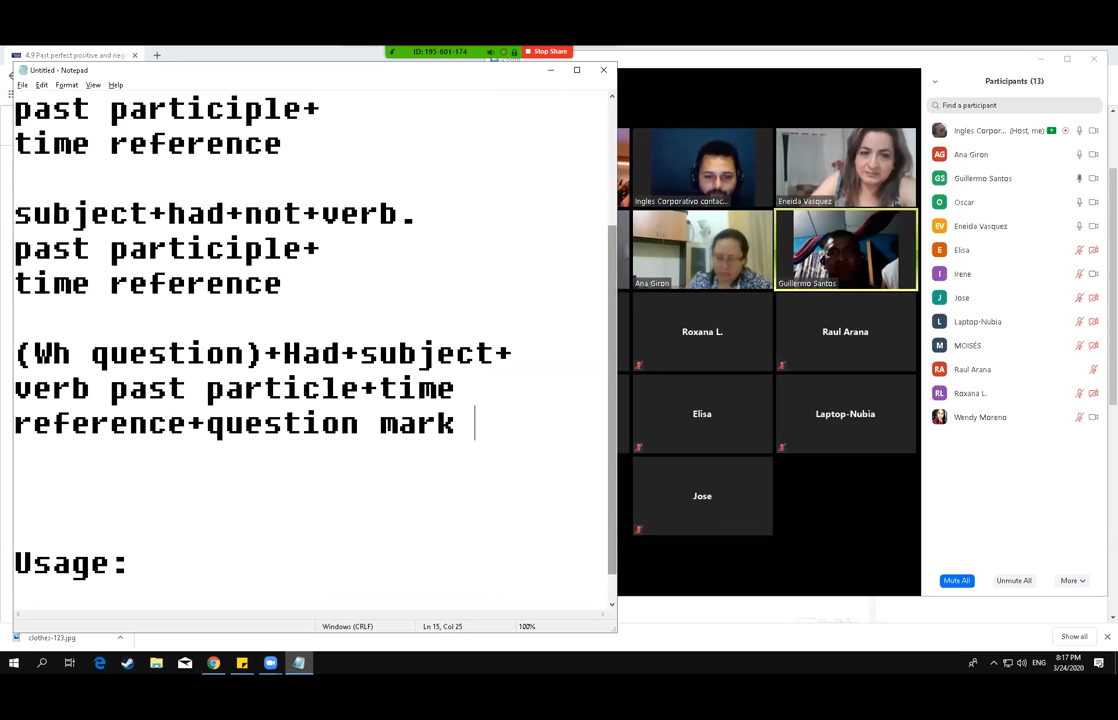 4.9 Past perfect positive and neg
ID: 195-601-174
Stop Share
Untitled - Notepad
File Edit Format View Help
past participle+
time reference
subject+had+not+verb.
past participle+
time reference
(Wh question)+Had+subject+
verb past particle+time
reference+question mark
Usage:
Windows (CRLF)
Ln 15, Col 25
100%
Ingles Corporativo contac...
Eneida Vasquez
Ana Giron
Guillermo Santos
Roxana L.
Raul Arana
Elisa
Laptop-Nubia
Jose
Participants (13)
Find a participant
Ingles Corpor... (Host, me)
AG Ana Giron
GS Guillermo Santos
O Oscar
EV Eneida Vasquez
E Elisa
I Irene
J Jose
L Laptop-Nubia
M MOISÉS
RA Raul Arana
RL Roxana L.
Wendy Moreno
Mute All
Unmute All
More
clothes-123.jpg
Show all
ENG
8:17 PM
3/24/2020